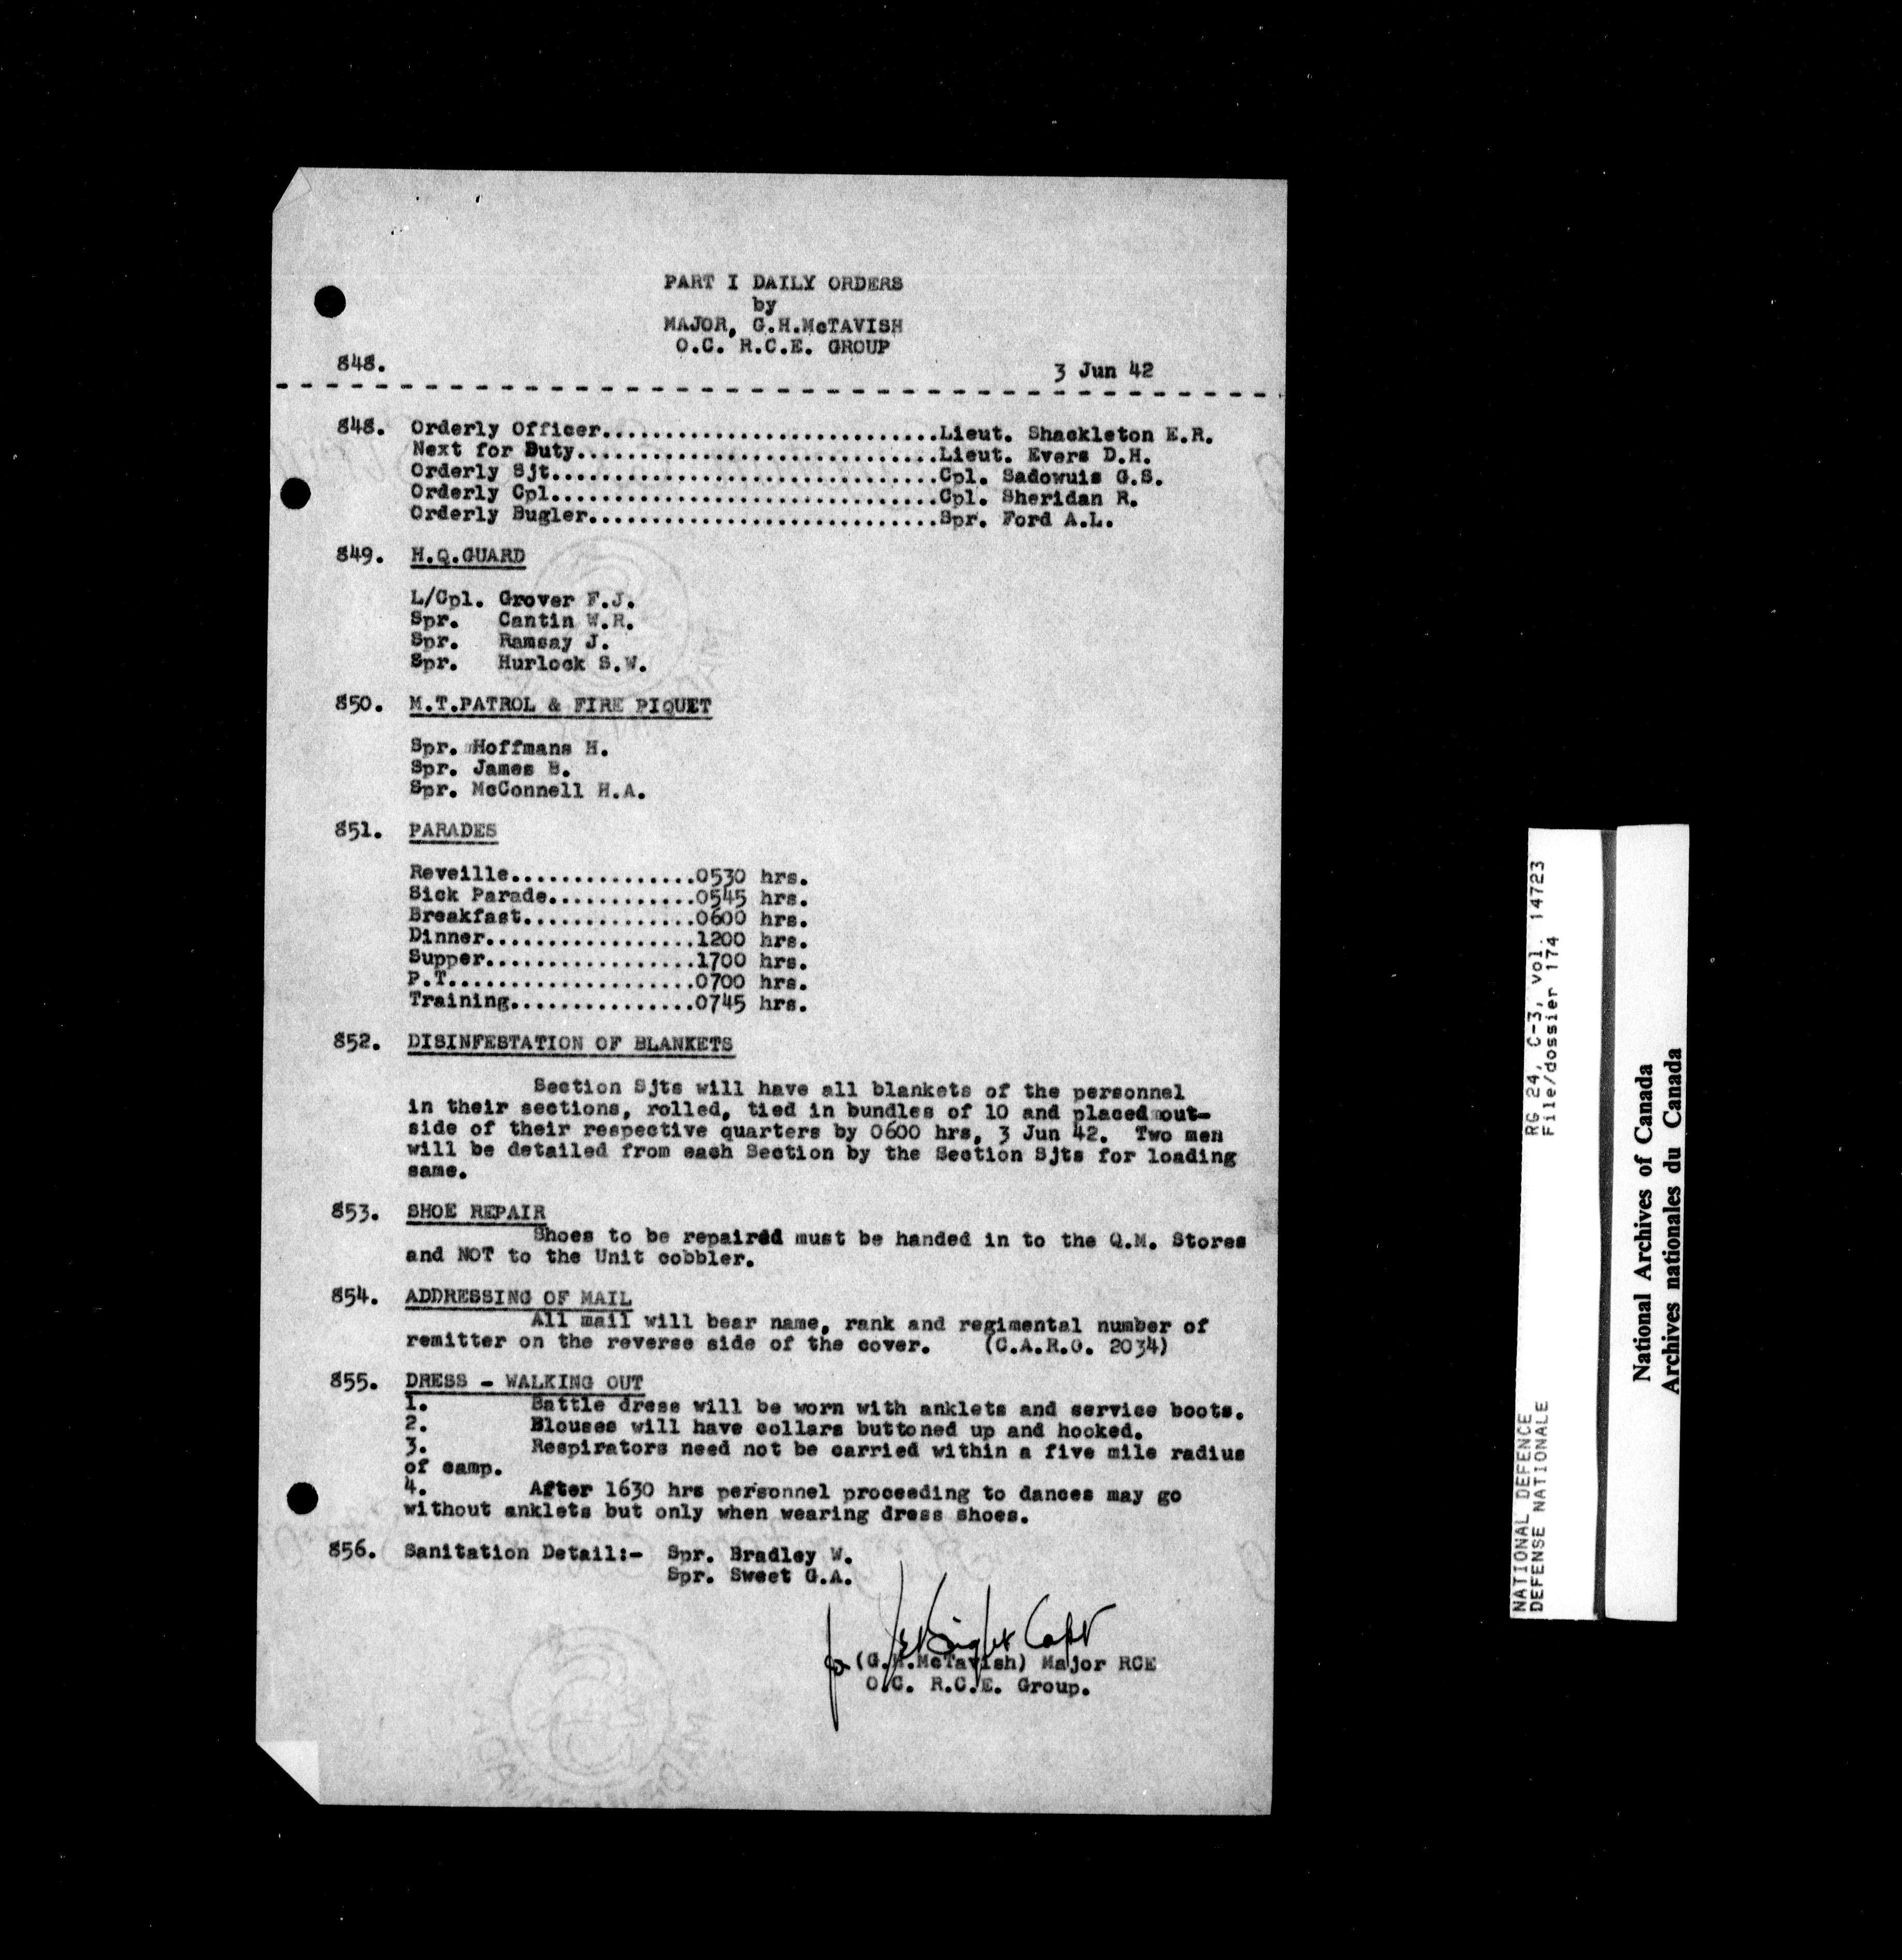 PART I DAILY ORDERS
by
MAJOR, G.H.McTAVISH
O.C. R.C.E. GROUP
848.
3 Jun 42
848. Orderly Officer...........................Lieut. Shackleton E.R.
Next for Duty.............................Lieut. Evers D.H.
Orderly Sjt...............................Cpl. Sadowuis G.S.
Orderly Cpl...............................Cpl. Sheridan R.
Orderly Bugler............................Spr. Ford A.L.
849. H.Q.GUARD
L/Cpl. Grover F.J.
Spr. Cantin W.R.
Spr. Ramsay J.
Spr. Hurlock S.W.
850. M.T.PATROL & FIRE PIQUET
Spr. Hoffmans H.
Spr. James B.
Spr. McConnell H.A.
851. PARADES
Reveille...............0530 hrs.
Sick Parade............0545 hrs.
Breakfast..............0600 hrs.
Dinner.................1200 hrs.
Supper.................1700 hrs.
P.T....................0700 hrs.
Training...............0745 hrs.
852. DISINFESTATION OF BLANKETS
Section Sjts will have all blankets of the personnel
in their sections, rolled, tied in bundles of 10 and placed out-
side of their respective quarters by 0600 hrs, 3 Jun 42. Two men
will be detailed from each Section by the Section Sjts for loading
same.
853. SHOE REPAIR
Shoes to be repaired must be handed in to the Q.M. Stores
and NOT to the Unit cobbler.
854. ADDRESSING OF MAIL
All mail will bear name, rank and regimental number of
remitter on the reverse side of the cover. (C.A.R.O. 2034)
855. DRESS - WALKING OUT
1. Battle dress will be worn with anklets and service boots.
2. Blouses will have collars buttoned up and hooked.
3. Respirators need not be carried within a five mile radius
of camp.
4. After 1630 hrs personnel proceeding to dances may go
without anklets but only when wearing dress shoes.
856. Sanitation Detail:- Spr. Bradley W.
Spr. Sweet G.A.
Capt
for (G.H.McTavish) Major RCE
O.C. R.C.E. Group.
NATIONAL DEFENCE RG 24, C-3, vol. 14723
DEFENSE NATIONALE File/dossier 174
National Archives of Canada
Archives nationales du Canada